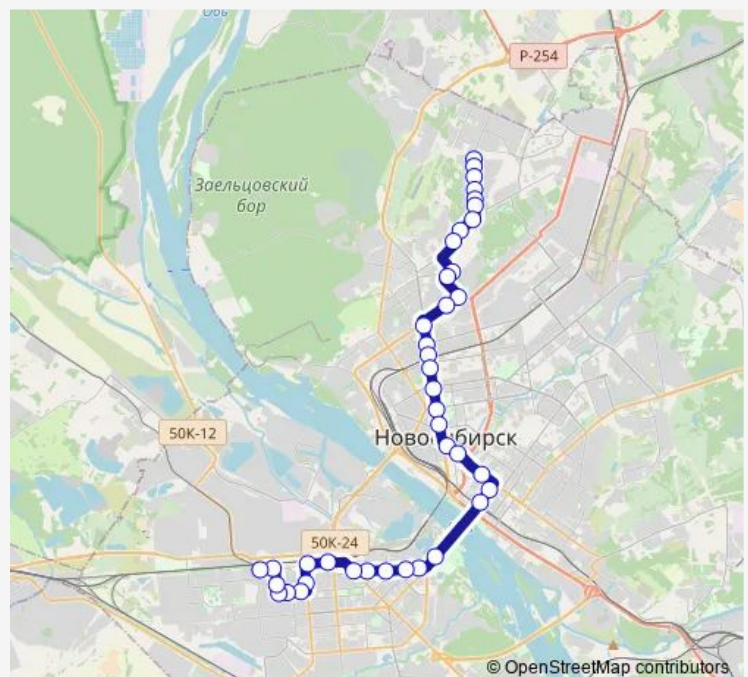 Обь
Р-254
Заельцовский
бор
50К-12
Новосибирск
50К-24
© OpenStreetMap contributors